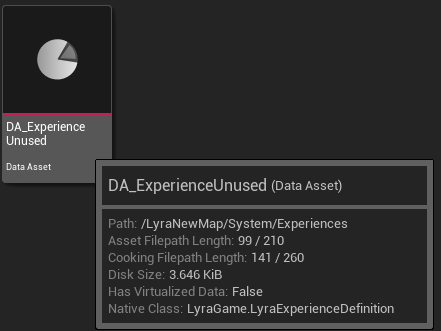 DA_Experience
Unused
Data Asset
DA_ExperienceUnused (Data Asset)
Path: /LyraNewMap/System/Experiences
Asset Filepath Length: 99 / 210
Cooking Filepath Length: 141 / 260
Disk Size: 3.646 KiB
Has Virtualized Data: False
Native Class: LyraGame.LyraExperienceDefinition